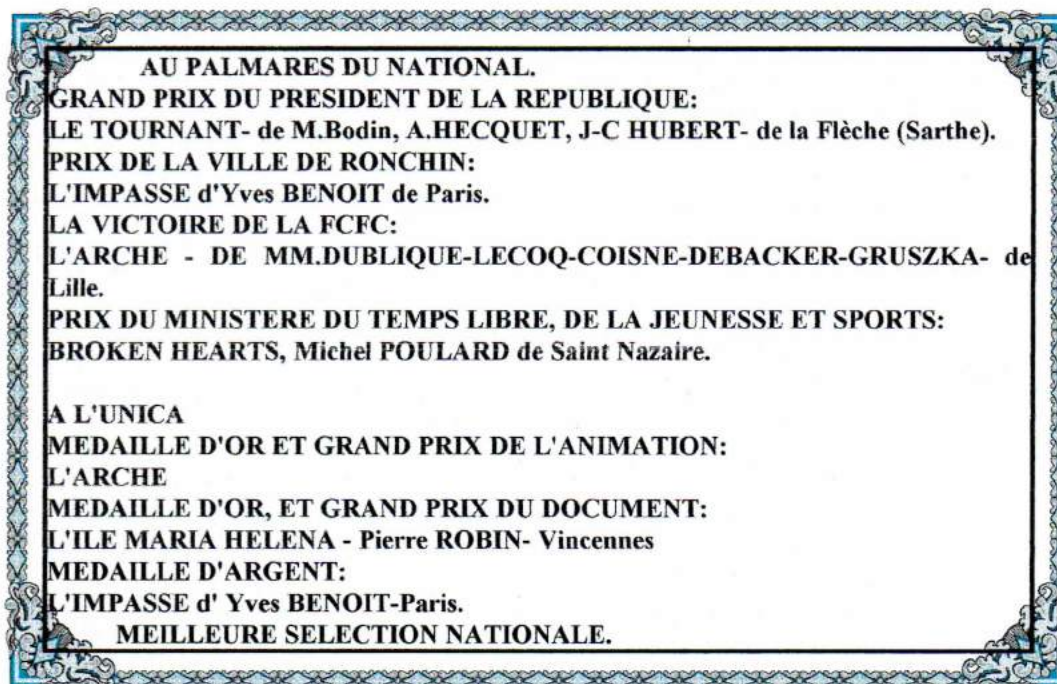 AU PALMARES DU NATIONAL.
GRAND PRIX DU PRESIDENT DE LA REPUBLIQUE:
LE TOURNANT- de M.Bodin, A.HECQUET, J-C HUBERT- de la Flèche (Sarthe).
PRIX DE LA VILLE DE RONCHIN:
L'IMPASSE d'Yves BENOIT de Paris.
LA VICTOIRE DE LA FCFC:
L'ARCHE - DE MM.DUBLIQUE-LECOQ-COISNE-DEBACKER-GRUSZKA- de
Lille.
PRIX DU MINISTERE DU TEMPS LIBRE, DE LA JEUNESSE ET SPORTS:
BROKEN HEARTS, Michel POULARD de Saint Nazaire.
A L'UNICA
MEDAILLE D'OR ET GRAND PRIX DE L'ANIMATION:
L'ARCHE
MEDAILLE D'OR, ET GRAND PRIX DU DOCUMENT:
L'ILE MARIA HELENA - Pierre ROBIN- Vincennes
MEDAILLE D'ARGENT:
L'IMPASSE d' Yves BENOIT-Paris.
MEILLEURE SELECTION NATIONALE.